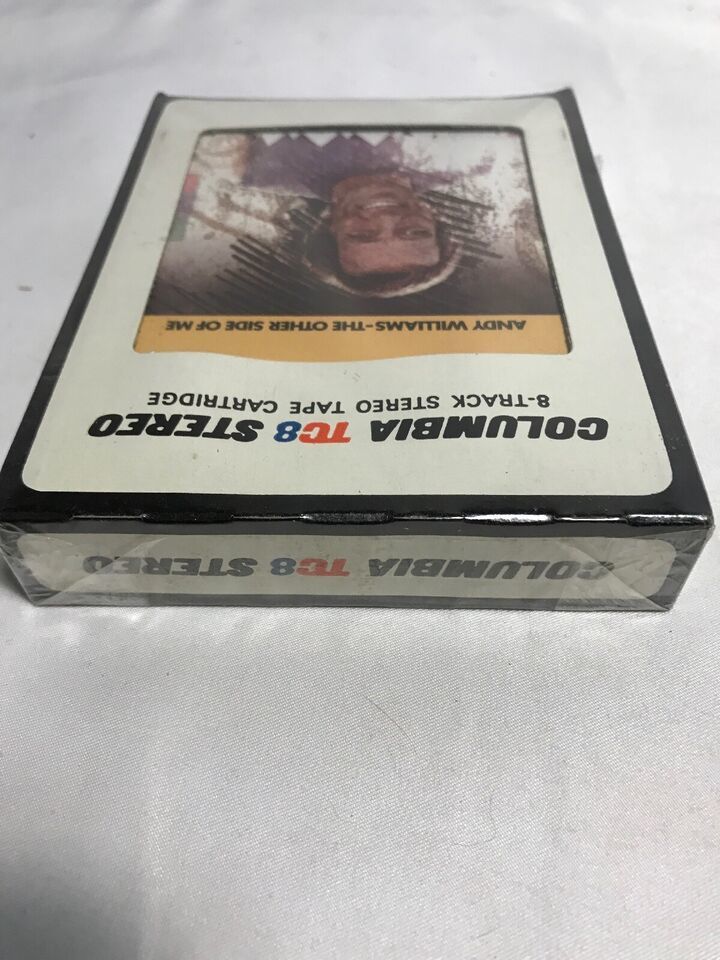 COLUMBIA TC8 STEREO
8-TRACK STEREO TAPE CARTRIDGE
ANDY WILLIAMS-THE OTHER SIDE OF ME
COLUMBIA TC8 STEREO